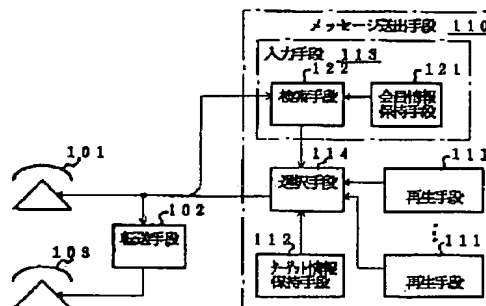 メッセージ送出手段 110
入力手段 113
122
121
検索手段
会員情報
保持手段
101
114
111
選択手段
再生手段
102
転送手段
103
112
111
ターゲット情報
保持手段
再生手段